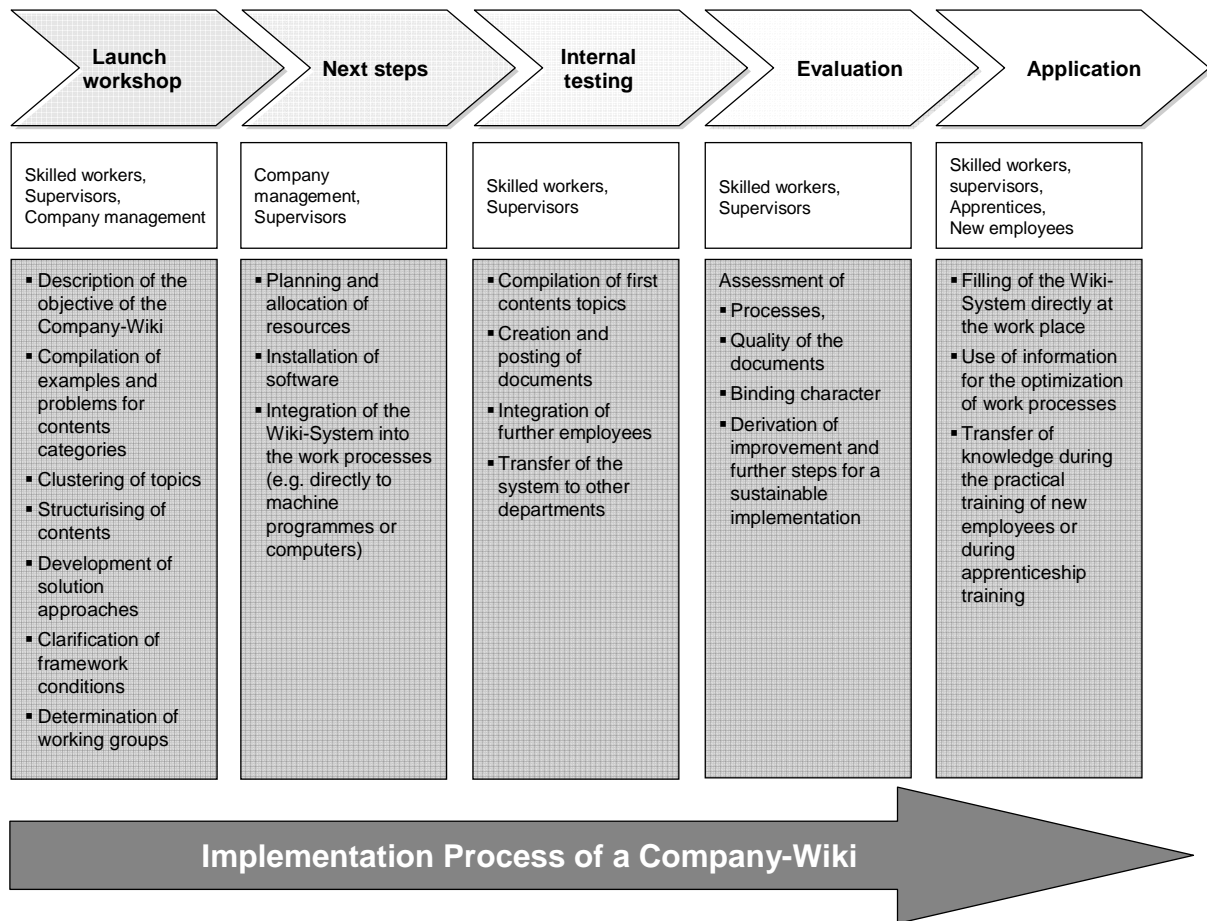 Launch
workshop
Next steps
Internal
testing
Evaluation
Application
Skilled workers,
Supervisors,
Company management
Company
management,
Supervisors
Skilled workers,
Supervisors
Skilled workers,
Supervisors
Skilled workers,
supervisors,
Apprentices,
New employees
▪ Description of the
objective of the
Company-Wiki
▪ Compilation of
examples and
problems for
contents
categories
▪ Clustering of topics
▪ Structurising of
contents
▪ Development of
solution
approaches
▪ Clarification of
framework
conditions
▪ Determination of
working groups
▪ Planning and
allocation of
resources
▪ Installation of
software
▪ Integration of the
Wiki-System into
the work processes
(e.g. directly to
machine
programmes or
computers)
▪ Compilation of first
contents topics
▪ Creation and
posting of
documents
▪ Integration of
further employees
▪ Transfer of the
system to other
departments
Assessment of
▪ Processes,
▪ Quality of the
documents
▪ Binding character
▪ Derivation of
improvement and
further steps for a
sustainable
implementation
▪ Filling of the Wiki-
System directly at
the work place
▪ Use of information
for the optimization
of work processes
▪ Transfer of
knowledge during
the practical
training of new
employees or
during
apprenticeship
training
Implementation Process of a Company-Wiki